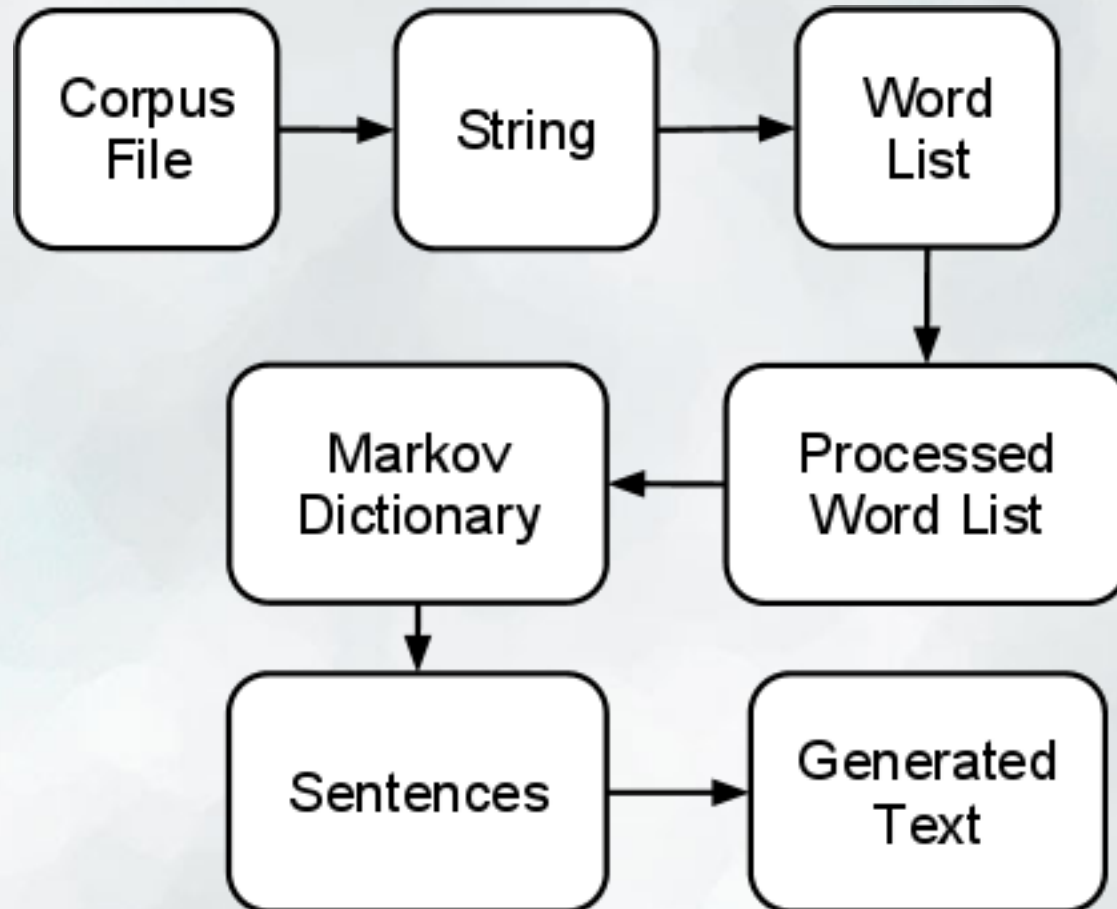 Corpus
File
String
Word
List
Processed
Word List
Markov
Dictionary
Sentences
Generated
Text